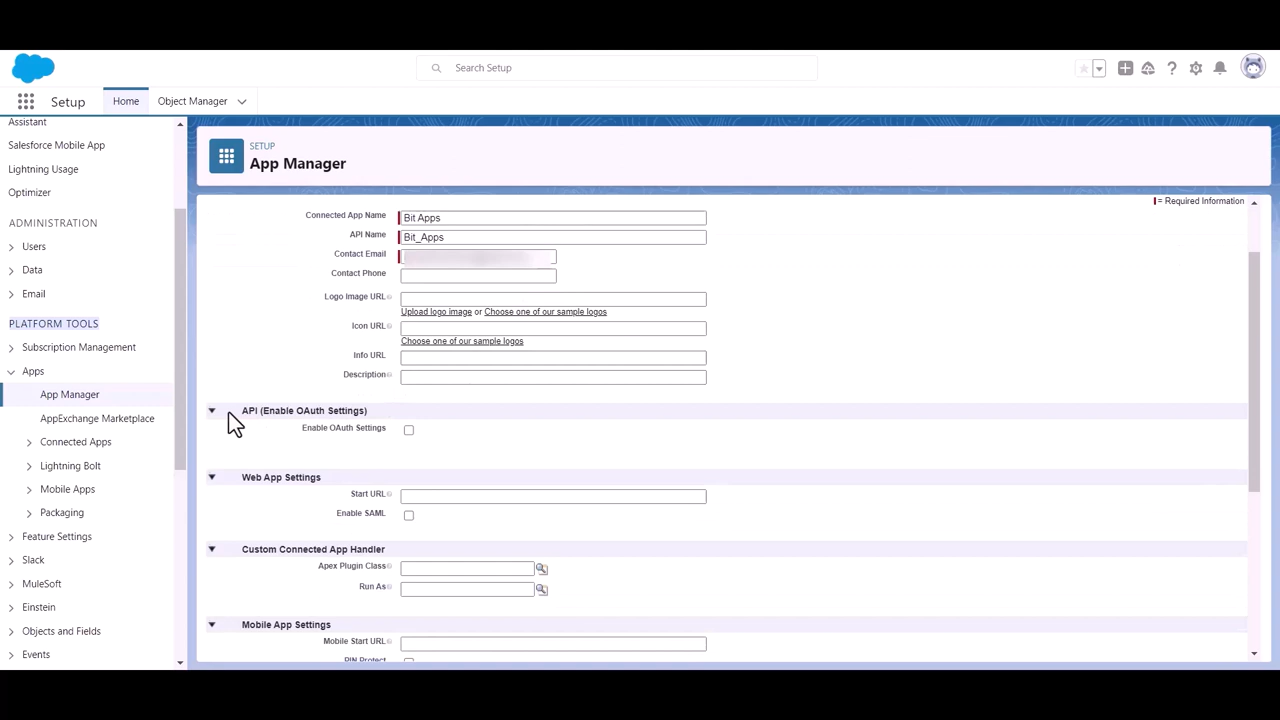 Search Setup
Setup
Home
Object Manager
Assistant
Salesforce Mobile App
Lightning Usage
Optimizer
ADMINISTRATION
Users
Data
Email
PLATFORM TOOLS
Subscription Management
Apps
App Manager
AppExchange Marketplace
Connected Apps
Lightning Bolt
Mobile Apps
Packaging
Feature Settings
Slack
MuleSoft
Einstein
Objects and Fields
Events
SETUP
App Manager
= Required Information
Connected App Name Bit Apps
API Name Bit_Apps
Contact Email
Contact Phone
Logo Image URL
Upload logo image or Choose one of our sample logos
Icon URL
Choose one of our sample logos
Info URL
Description
API (Enable OAuth Settings)
Enable OAuth Settings
Web App Settings
Start URL
Enable SAML
Custom Connected App Handler
Apex Plugin Class
Run As
Mobile App Settings
Mobile Start URL
PIN Protect